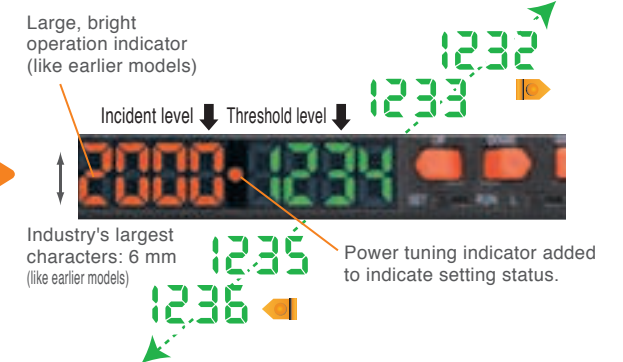 Large, bright
operation indicator
(like earlier models)
1232
1233
Incident level Threshold level
2000 1234
Industry's largest
characters: 6 mm
(like earlier models)
1235
1236
Power tuning indicator added
to indicate setting status.